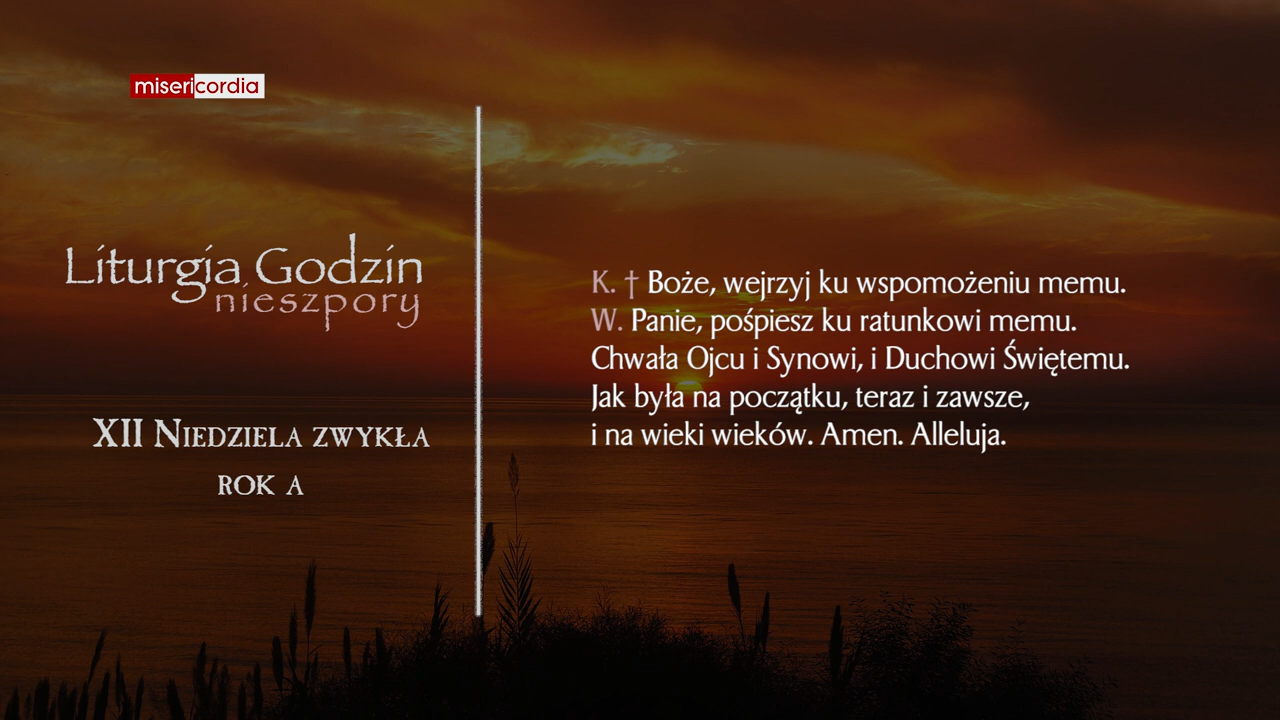 misericordia
Liturgia Godzin
nieszpory
XII Niedziela zwykła
rok A
K. † Boże, wejrzyj ku wspomożeniu memu.
W. Panie, pośpiesz ku ratunkowi memu.
Chwała Ojcu i Synowi, i Duchowi Świętemu.
Jak była na początku, teraz i zawsze,
i na wieki wieków. Amen. Alleluja.